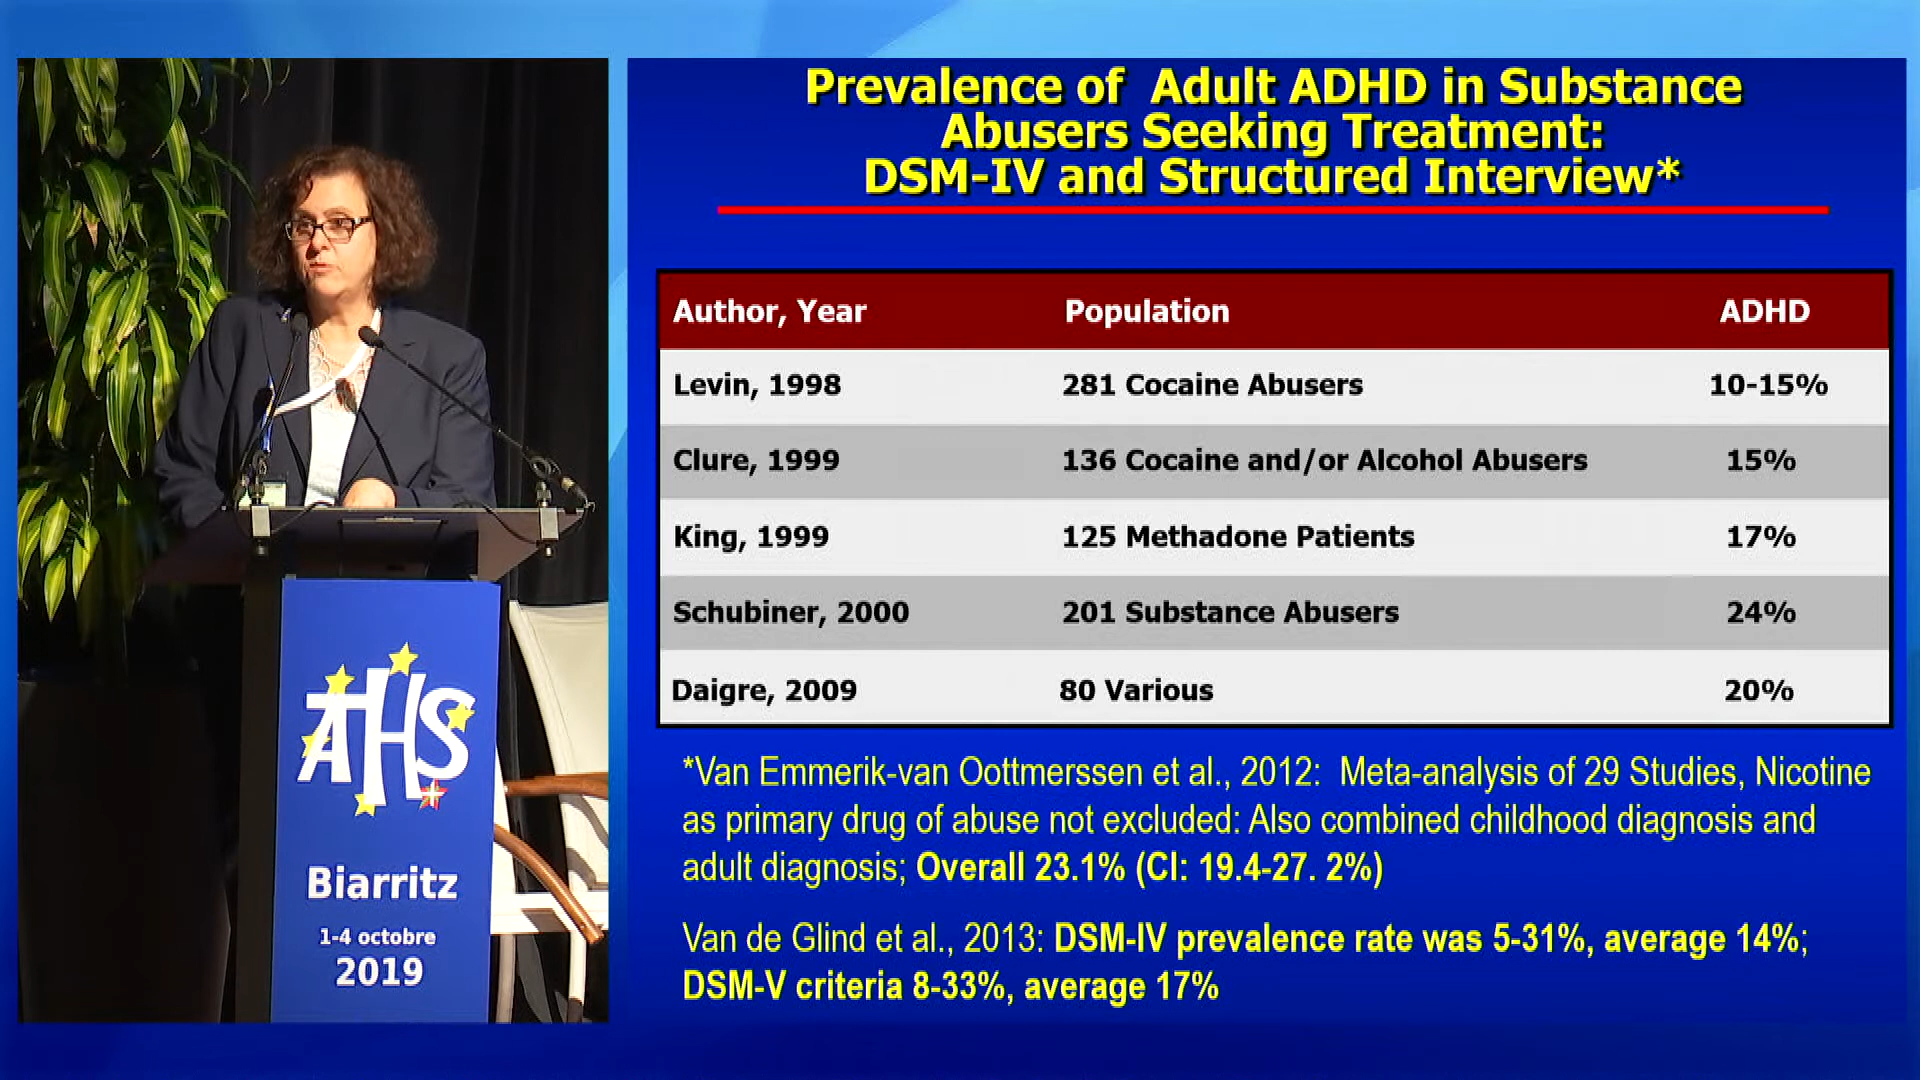 Prevalence of Adult ADHD in Substance
Abusers Seeking Treatment:
DSM-IV and Structured Interview*
Author, Year Population ADHD
Levin, 1998 281 Cocaine Abusers 10-15%
Clure, 1999 136 Cocaine and/or Alcohol Abusers 15%
King, 1999 125 Methadone Patients 17%
Schubiner, 2000 201 Substance Abusers 24%
Daigre, 2009 80 Various 20%
*Van Emmerik-van Oottmerssen et al., 2012: Meta-analysis of 29 Studies, Nicotine
as primary drug of abuse not excluded: Also combined childhood diagnosis and
adult diagnosis; Overall 23.1% (CI: 19.4-27. 2%)
Van de Glind et al., 2013: DSM-IV prevalence rate was 5-31%, average 14%;
DSM-V criteria 8-33%, average 17%
AHS
Biarritz
1-4 octobre
2019